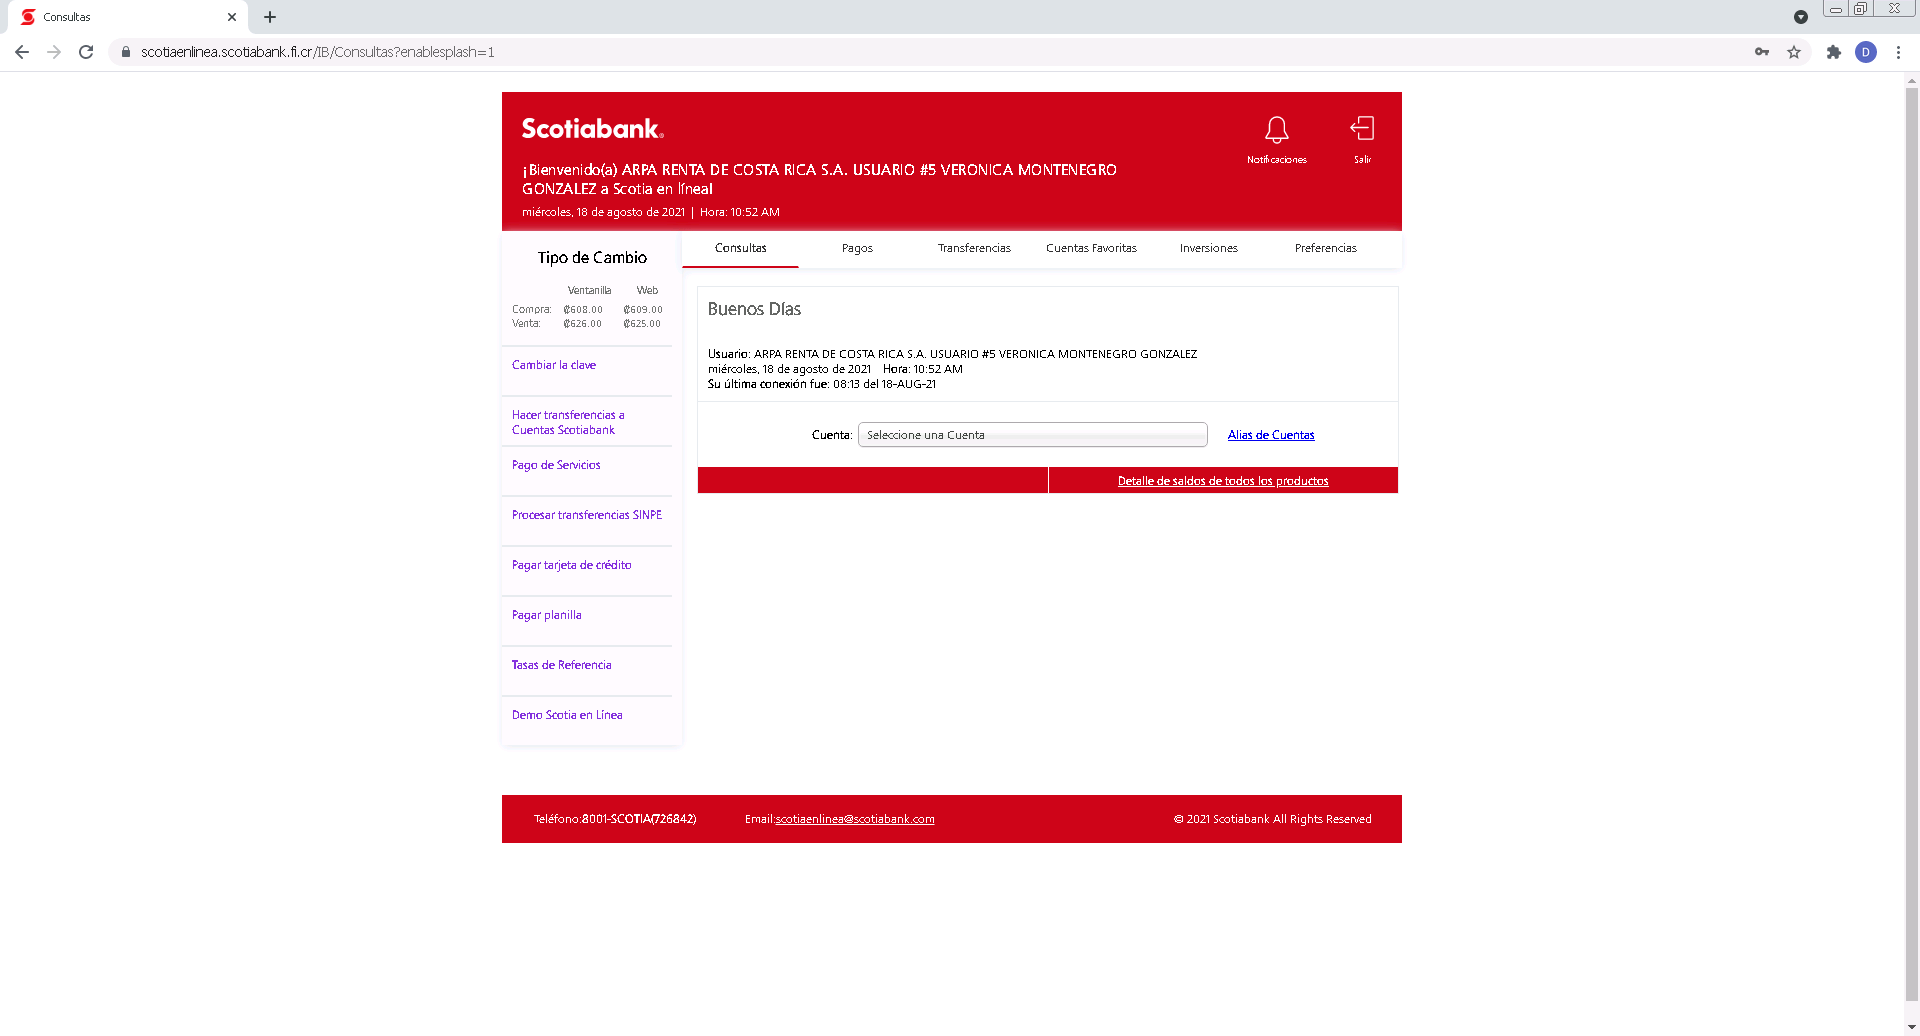 Consultas
scotiaenlinea.scotiabank.fi.cr/IB/Consultas?enablesplash=1
D
Scotiabank®
Notificaciones
Salir
¡Bienvenido(a) ARPA RENTA DE COSTA RICA S.A. USUARIO #5 VERONICA MONTENEGRO
GONZALEZ a Scotia en línea!
miércoles, 18 de agosto de 2021 | Hora: 10:52 AM
Tipo de Cambio
Ventanilla Web
Compra: ₡608.00 ₡609.00
Venta: ₡626.00 ₡625.00
Cambiar la clave
Hacer transferencias a
Cuentas Scotiabank
Pago de Servicios
Procesar transferencias SINPE
Pagar tarjeta de crédito
Pagar planilla
Tasas de Referencia
Demo Scotia en Línea
Consultas Pagos Transferencias Cuentas Favoritas Inversiones Preferencias
Buenos Días
Usuario: ARPA RENTA DE COSTA RICA S.A. USUARIO #5 VERONICA MONTENEGRO GONZALEZ
miércoles, 18 de agosto de 2021 Hora: 10:52 AM
Su última conexión fue: 08:13 del 18-AUG-21
Cuenta: Seleccione una Cuenta Alias de Cuentas
Detalle de saldos de todos los productos
Teléfono:8001-SCOTIA(726842) Email:scotiaenlinea@scotiabank.com © 2021 Scotiabank All Rights Reserved